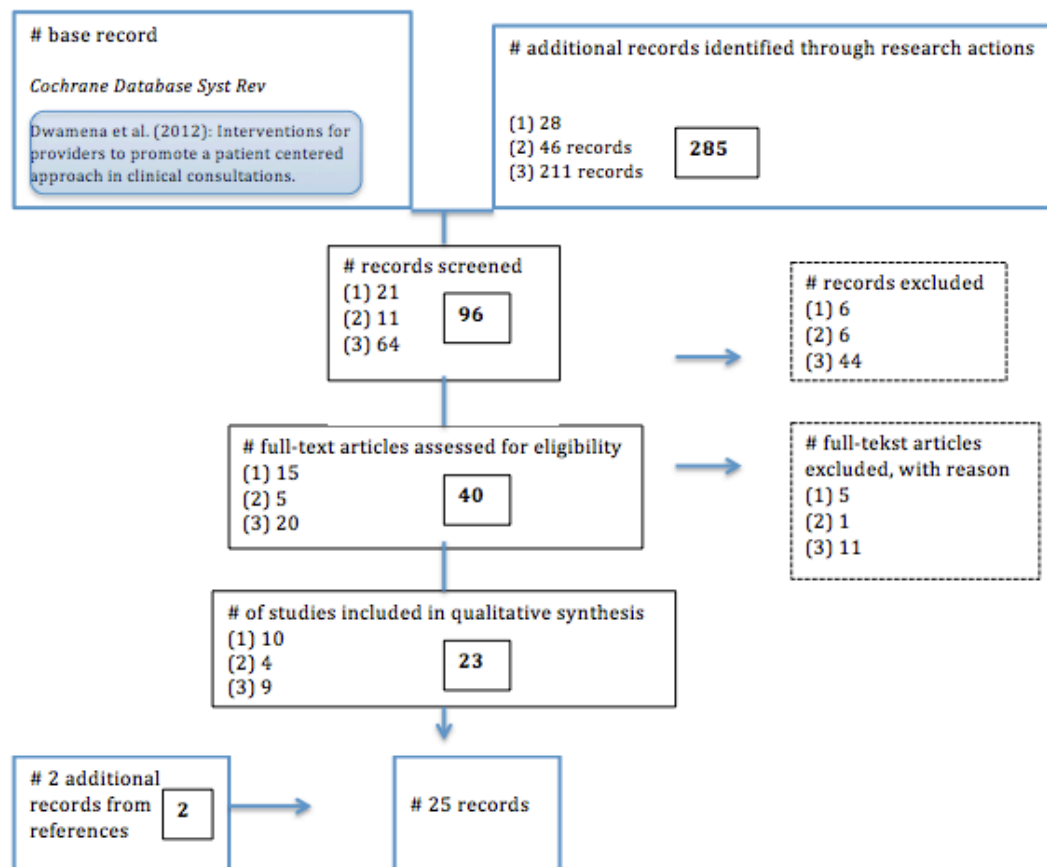 # base record
Cochrane Database Syst Rev
Dwamena et al. (2012): Interventions for
providers to promote a patient centered
approach in clinical consultations.
# additional records identified through research actions
(1) 28
(2) 46 records
(3) 211 records
285
# records screened
(1) 21
(2) 11
(3) 64
96
# records excluded
(1) 6
(2) 6
(3) 44
# full-text articles assessed for eligibility
(1) 15
(2) 5
(3) 20
40
# full-tekst articles
excluded, with reason
(1) 5
(2) 1
(3) 11
# of studies included in qualitative synthesis
(1) 10
(2) 4
(3) 9
23
# 2 additional
records from
references
2
# 25 records